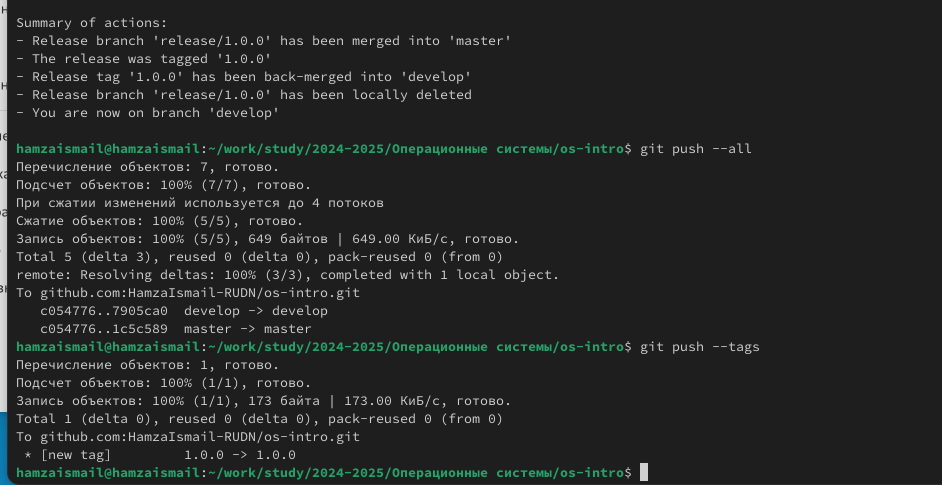 Summary of actions:
- Release branch 'release/1.0.0' has been merged into 'master'
- The release was tagged '1.0.0'
- Release tag '1.0.0' has been back-merged into 'develop'
- Release branch 'release/1.0.0' has been locally deleted
- You are now on branch 'develop'
hamzaismail@hamzaismail:~/work/study/2024-2025/Операционные системы/os-intro$ git push --all
Перечисление объектов: 7, готово.
Подсчет объектов: 100% (7/7), готово.
При сжатии изменений используется до 4 потоков
Сжатие объектов: 100% (5/5), готово.
Запись объектов: 100% (5/5), 649 байтов | 649.00 КиБ/с, готово.
Total 5 (delta 3), reused 0 (delta 0), pack-reused 0 (from 0)
remote: Resolving deltas: 100% (3/3), completed with 1 local object.
To github.com:HamzaIsmail-RUDN/os-intro.git
   c054776..7905ca0  develop -> develop
   c054776..1c5c589  master -> master
hamzaismail@hamzaismail:~/work/study/2024-2025/Операционные системы/os-intro$ git push --tags
Перечисление объектов: 1, готово.
Подсчет объектов: 100% (1/1), готово.
Запись объектов: 100% (1/1), 173 байта | 173.00 КиБ/с, готово.
Total 1 (delta 0), reused 0 (delta 0), pack-reused 0 (from 0)
To github.com:HamzaIsmail-RUDN/os-intro.git
 * [new tag]         1.0.0 -> 1.0.0
hamzaismail@hamzaismail:~/work/study/2024-2025/Операционные системы/os-intro$